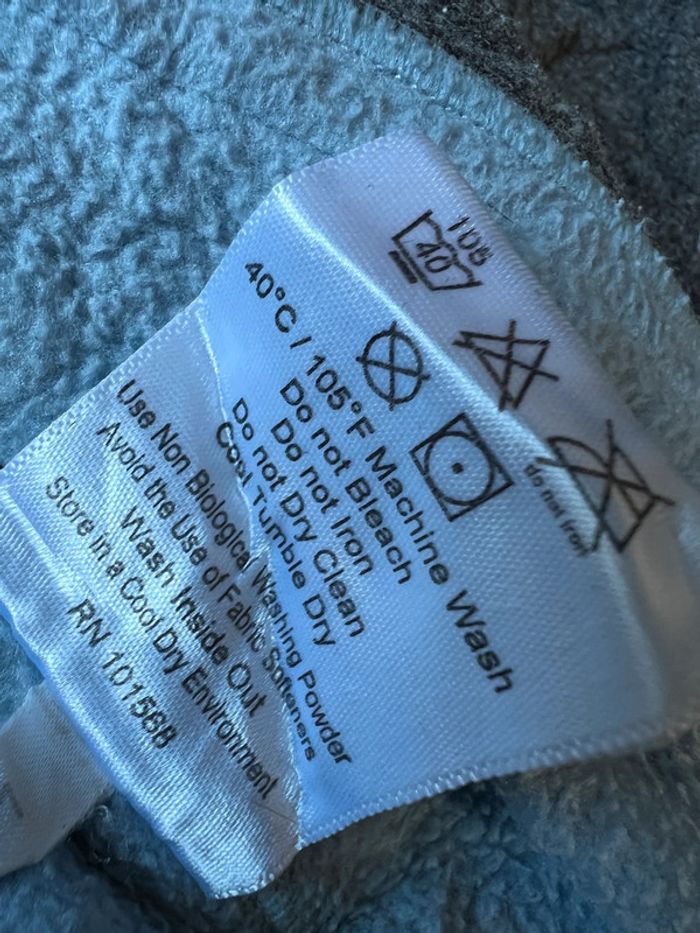 105
40
do not iron
40°C / 105°F Machine Wash
Do not Bleach
Do not Iron
Do not Dry Clean
Cool Tumble Dry
Use Non Biological Washing Powder
Avoid the Use of Fabric Softeners
Wash Inside Out
Store in a Cool Dry Environment
RN 101568